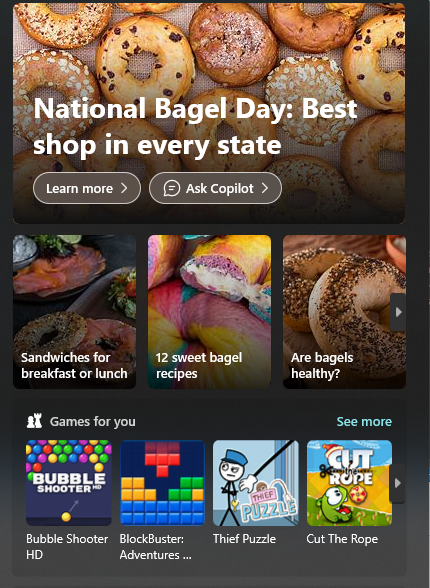 National Bagel Day: Best
shop in every state
Learn more
Ask Copilot
Sandwiches for
breakfast or lunch
12 sweet bagel
recipes
Are bagels
healthy?
Games for you
See more
BUBBLE
SHOOTER HD
THIEF
PUZZLE
CUT
the
ROPE
Bubble Shooter
HD
BlockBuster:
Adventures ...
Thief Puzzle
Cut The Rope